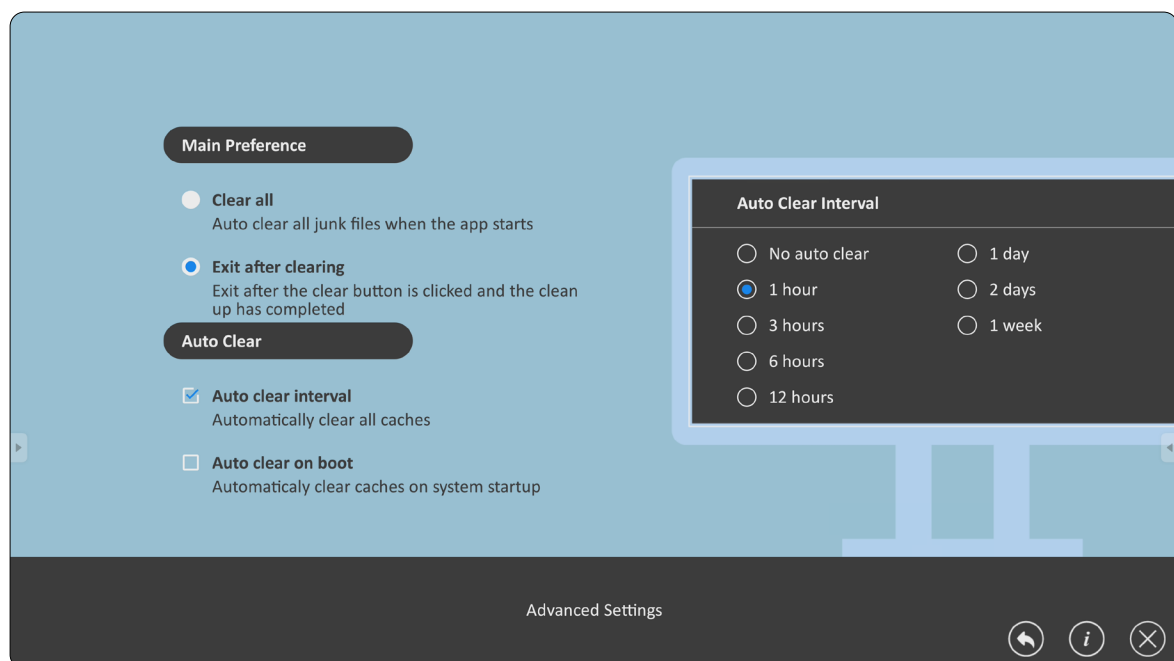 Main Preference
Clear all
Auto clear all junk files when the app starts
Exit after clearing
Exit after the clear button is clicked and the clean
up has completed
Auto Clear
Auto clear interval
Automatically clear all caches
Auto clear on boot
Automaticaly clear caches on system startup
Auto Clear Interval
No auto clear
1 hour
3 hours
6 hours
12 hours
1 day
2 days
1 week
Advanced Settings
i